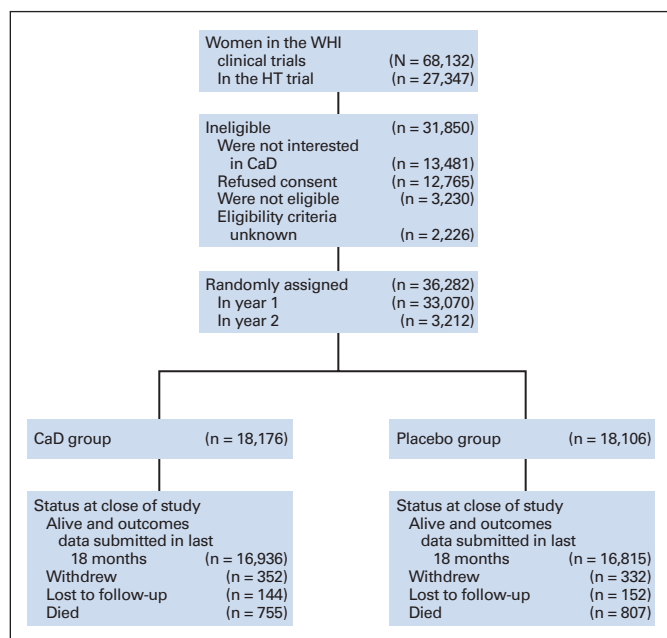 Women in the WHI
clinical trials (N = 68,132)
In the HT trial (n = 27,347)
Ineligible (n = 31,850)
Were not interested
in CaD (n = 13,481)
Refused consent (n = 12,765)
Were not eligible (n = 3,230)
Eligibility criteria
unknown (n = 2,226)
Randomly assigned (n = 36,282)
In year 1 (n = 33,070)
In year 2 (n = 3,212)
CaD group (n = 18,176)
Placebo group (n = 18,106)
Status at close of study
Alive and outcomes
data submitted in last
18 months (n = 16,936)
Withdrew (n = 352)
Lost to follow-up (n = 144)
Died (n = 755)
Status at close of study
Alive and outcomes
data submitted in last
18 months (n = 16,815)
Withdrew (n = 332)
Lost to follow-up (n = 152)
Died (n = 807)